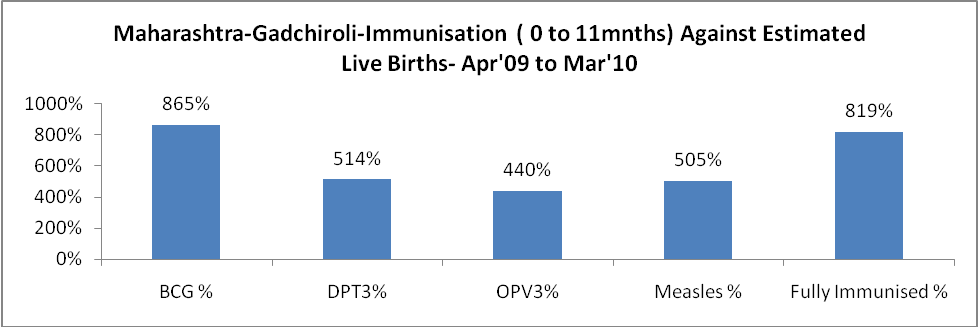 Maharashtra-Gadchiroli-Immunisation ( 0 to 11mnths) Against Estimated
Live Births- Apr'09 to Mar'10
1000%
800%
600%
400%
200%
0%
865%
514%
440%
505%
819%
BCG %
DPT3%
OPV3%
Measles %
Fully Immunised %